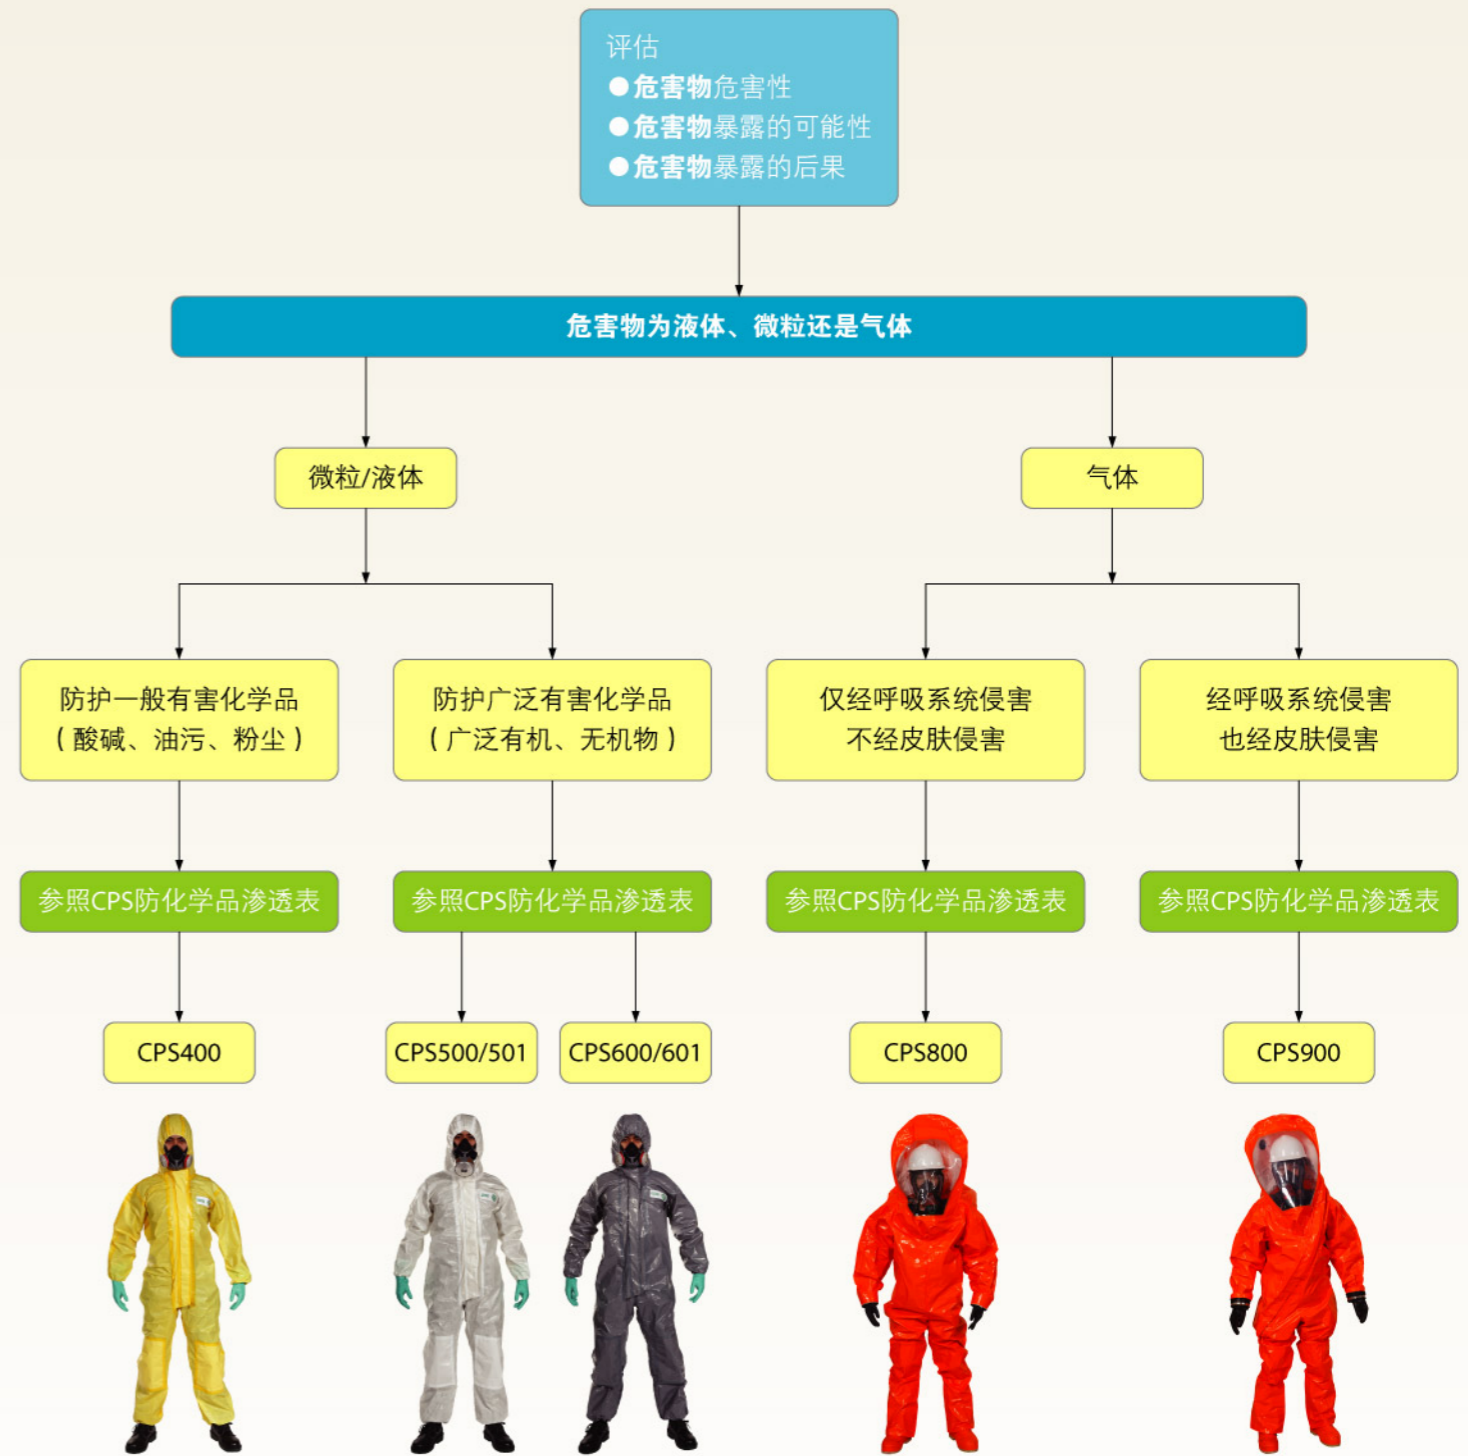 评估
●危害物危害性
●危害物暴露的可能性
●危害物暴露的后果
危害物为液体、微粒还是气体
微粒/液体
气体
防护一般有害化学品
（酸碱、油污、粉尘）
防护广泛有害化学品
（广泛有机、无机物）
仅经呼吸系统侵害
不经皮肤侵害
经呼吸系统侵害
也经皮肤侵害
参照CPS防化学品渗透表
参照CPS防化学品渗透表
参照CPS防化学品渗透表
参照CPS防化学品渗透表
CPS400
CPS500/501
CPS600/601
CPS800
CPS900